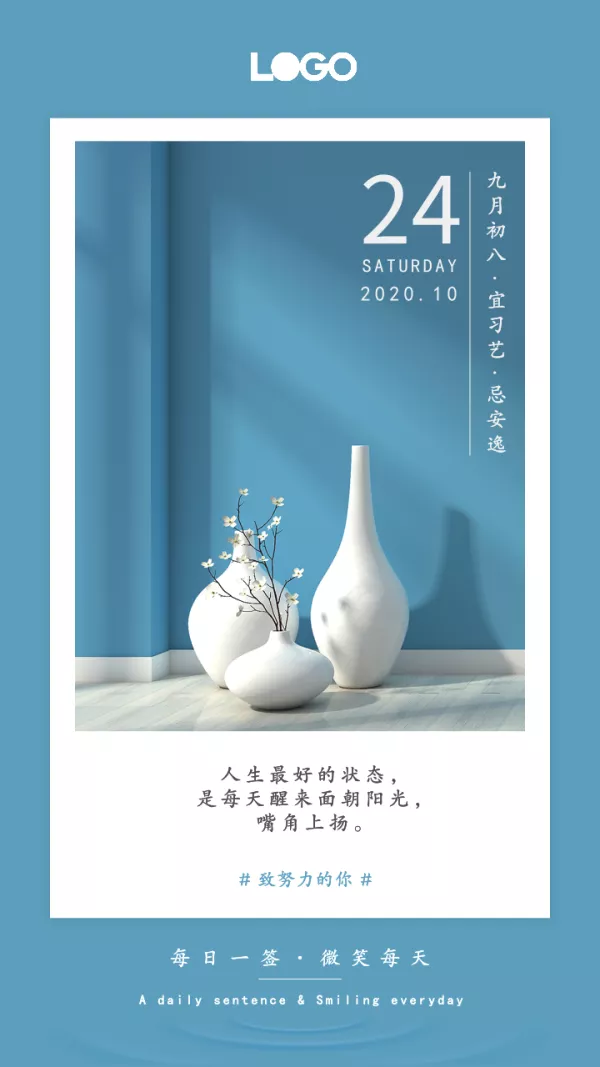 LOGO
24
SATURDAY
2020.10
九月初八·宜习艺·忌安逸
人生最好的状态，
是每天醒来面朝阳光，
嘴角上扬。
# 致努力的你 #
每日一签·微笑每天
A daily sentence & Smiling everyday